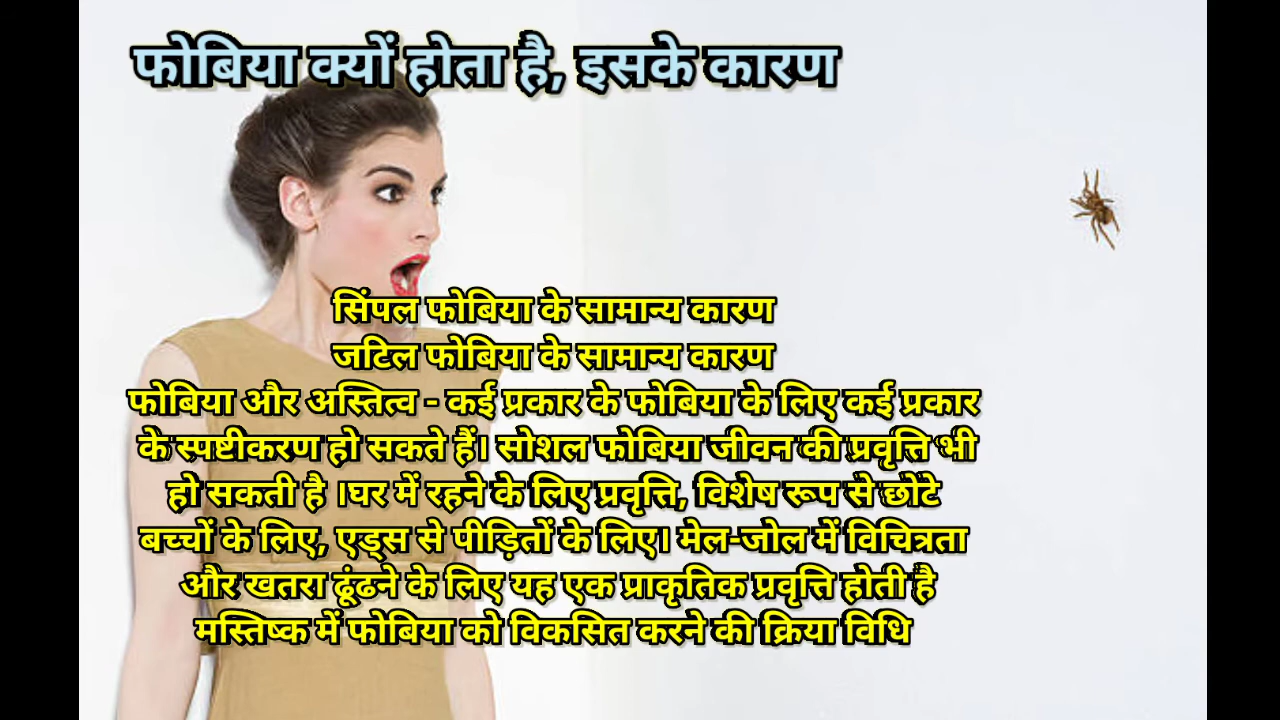 फोबिया क्यों होता है, इसके कारण
सिंपल फोबिया के सामान्य कारण
जटिल फोबिया के सामान्य कारण
फोबिया और अस्तित्व - कई प्रकार के फोबिया के लिए कई प्रकार
के स्पष्टीकरण हो सकते हैं। सोशल फोबिया जीवन की प्रवृत्ति भी
हो सकती है ।घर में रहने के लिए प्रवृत्ति, विशेष रूप से छोटे
बच्चों के लिए, एड्स से पीड़ितों के लिए। मेल-जोल में विचित्रता
और खतरा ढूंढने के लिए यह एक प्राकृतिक प्रवृत्ति होती है
मस्तिष्क में फोबिया को विकसित करने की क्रिया विधि